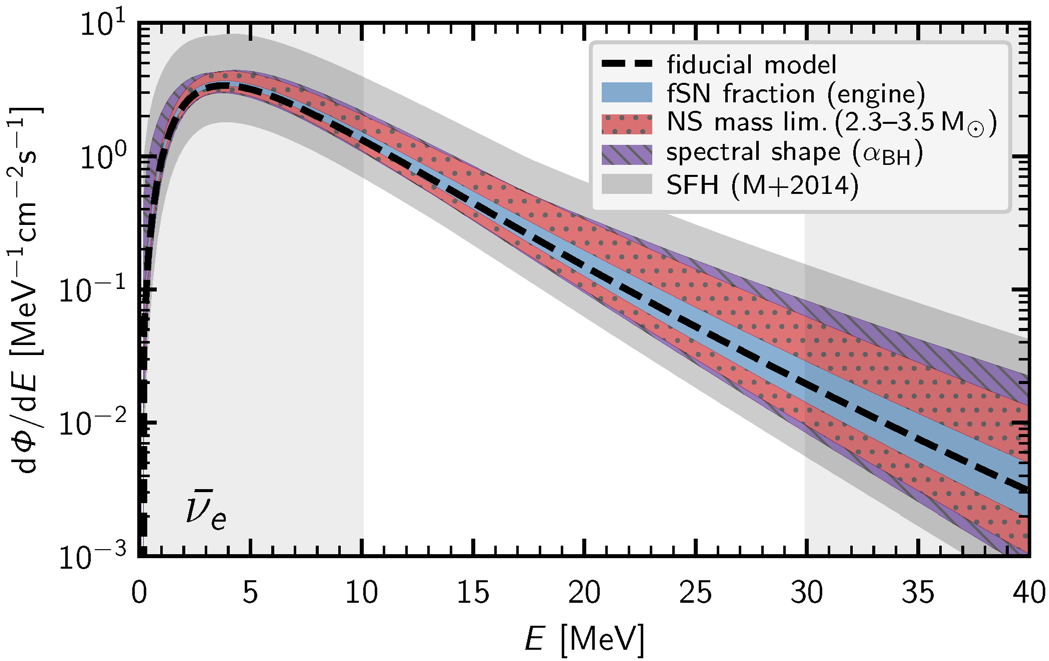 10¹
10⁰
10⁻¹
10⁻²
10⁻³
dΦ/dE [MeV⁻¹cm⁻²s⁻¹]
fiducial model
fSN fraction (engine)
NS mass lim. (2.3–3.5 M☉)
spectral shape (α_BH)
SFH (M+2014)
ν̄ₑ
0 5 10 15 20 25 30 35 40
E [MeV]